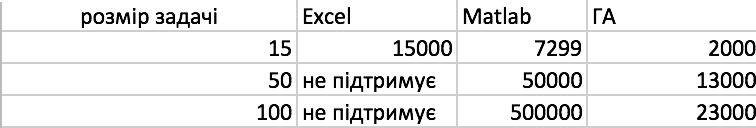 розмір задачі Excel Matlab ГА
15 15000 7299 2000
50 не підтримує 50000 13000
100 не підтримує 500000 23000